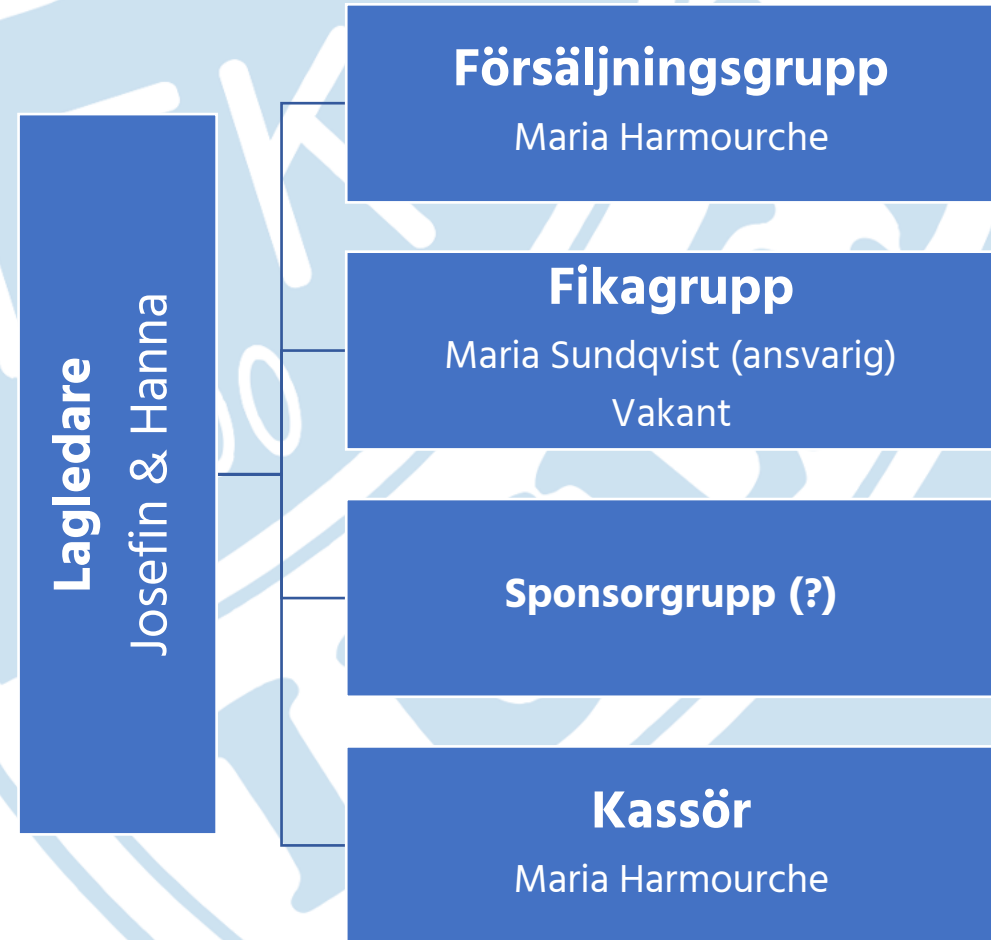 Lagledare
Josefin & Hanna
Försäljningsgrupp
Maria Harmourche
Fikagrupp
Maria Sundqvist (ansvarig)
Vakant
Sponsorgrupp (?)
Kassör
Maria Harmourche